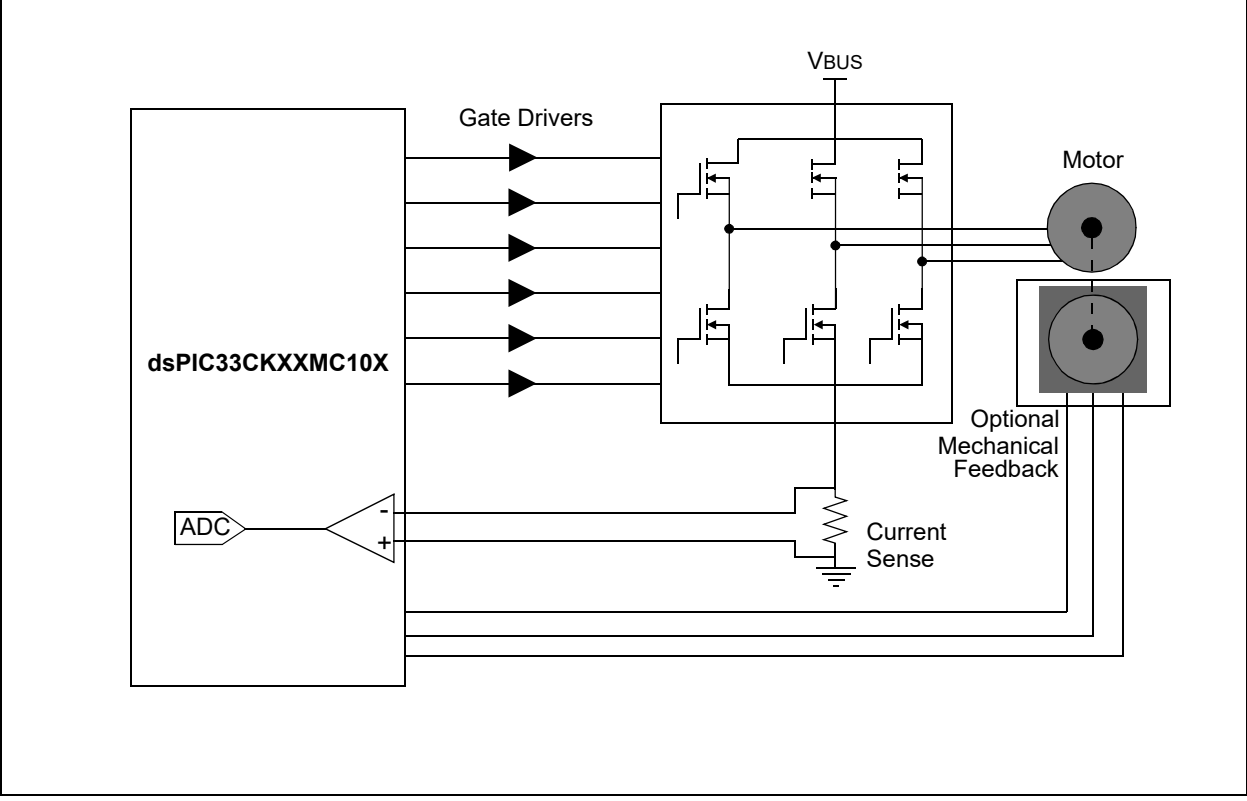 VBUS
Gate Drivers
Motor
dsPIC33CKXXMC10X
Optional
Mechanical
Feedback
-
ADC
+
Current
Sense